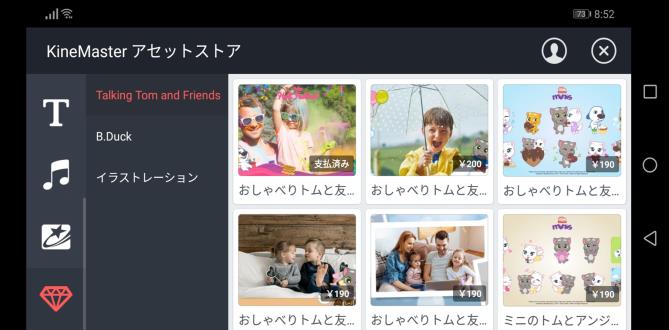 73 8:52
KineMaster アセットストア
Talking Tom and Friends
B.Duck
イラストレーション
支払済み
¥200
¥190
おしゃべりトムと友...
おしゃべりトムと友...
おしゃべりトムと友...
¥190
¥190
¥190
おしゃべりトムと友...
おしゃべりトムと友...
ミニのトムとアンジ...